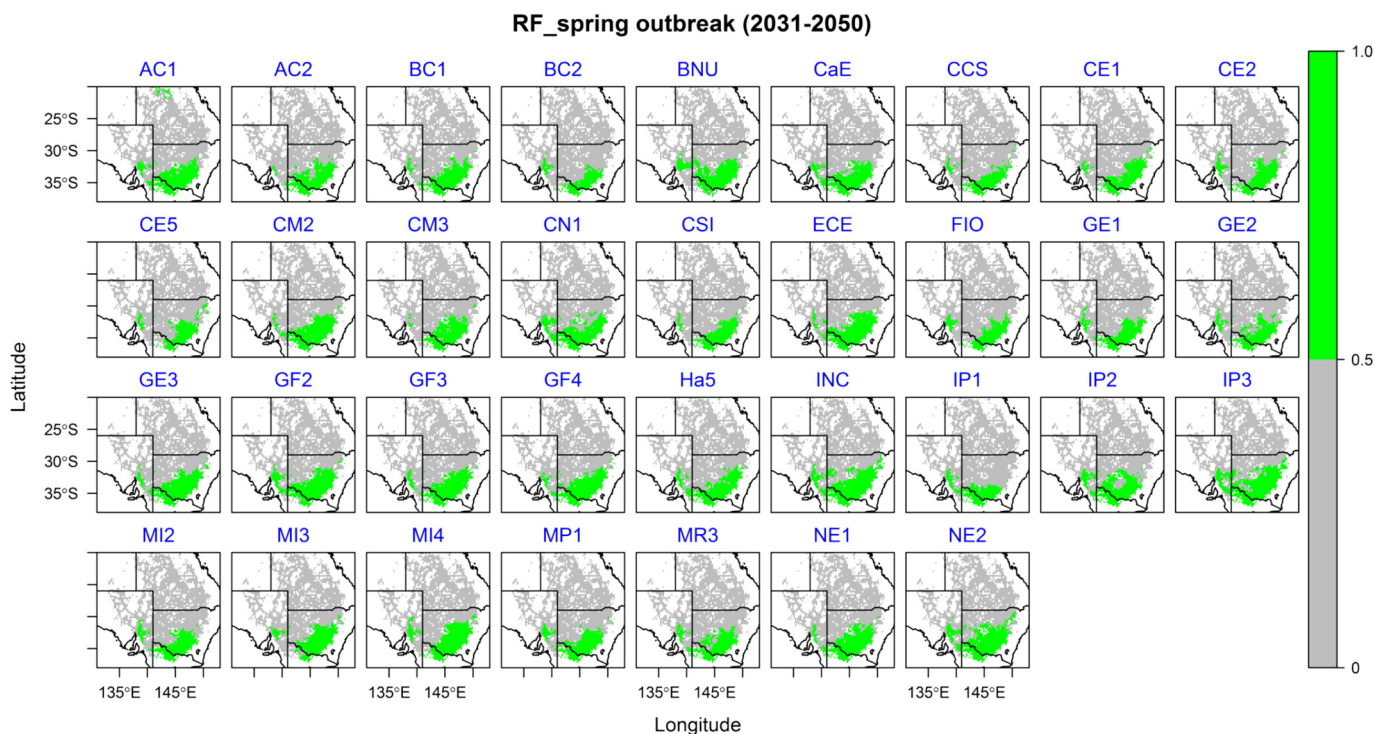 RF_spring outbreak (2031-2050)
AC1 AC2 BC1 BC2 BNU CaE CCS CE1 CE2
1.0
25°S
30°S
35°S
CE5 CM2 CM3 CN1 CSI ECE FIO GE1 GE2
0.5
Latitude
GE3 GF2 GF3 GF4 Ha5 INC IP1 IP2 IP3
25°S
30°S
35°S
MI2 MI3 MI4 MP1 MR3 NE1 NE2
0
135°E 145°E 135°E 145°E 135°E 145°E 135°E 145°E
Longitude